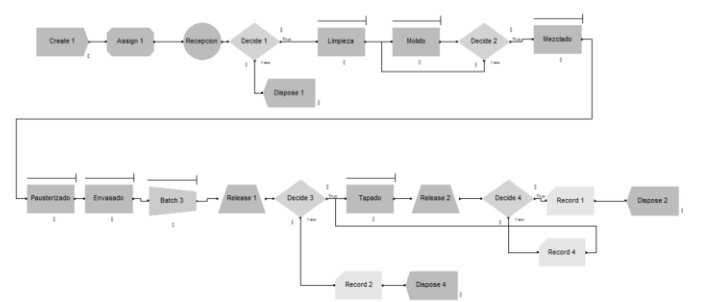 Create 1
Assign 1
Recepcion
Decide 1
True
False
Dispose 1
Limpieza
Molido
Decide 2
True
False
Mezclado
Pausterizado
Envasado
Batch 3
Release 1
Decide 3
True
False
Tapado
Release 2
Decide 4
True
False
Record 1
Dispose 2
Record 4
Record 2
Dispose 4